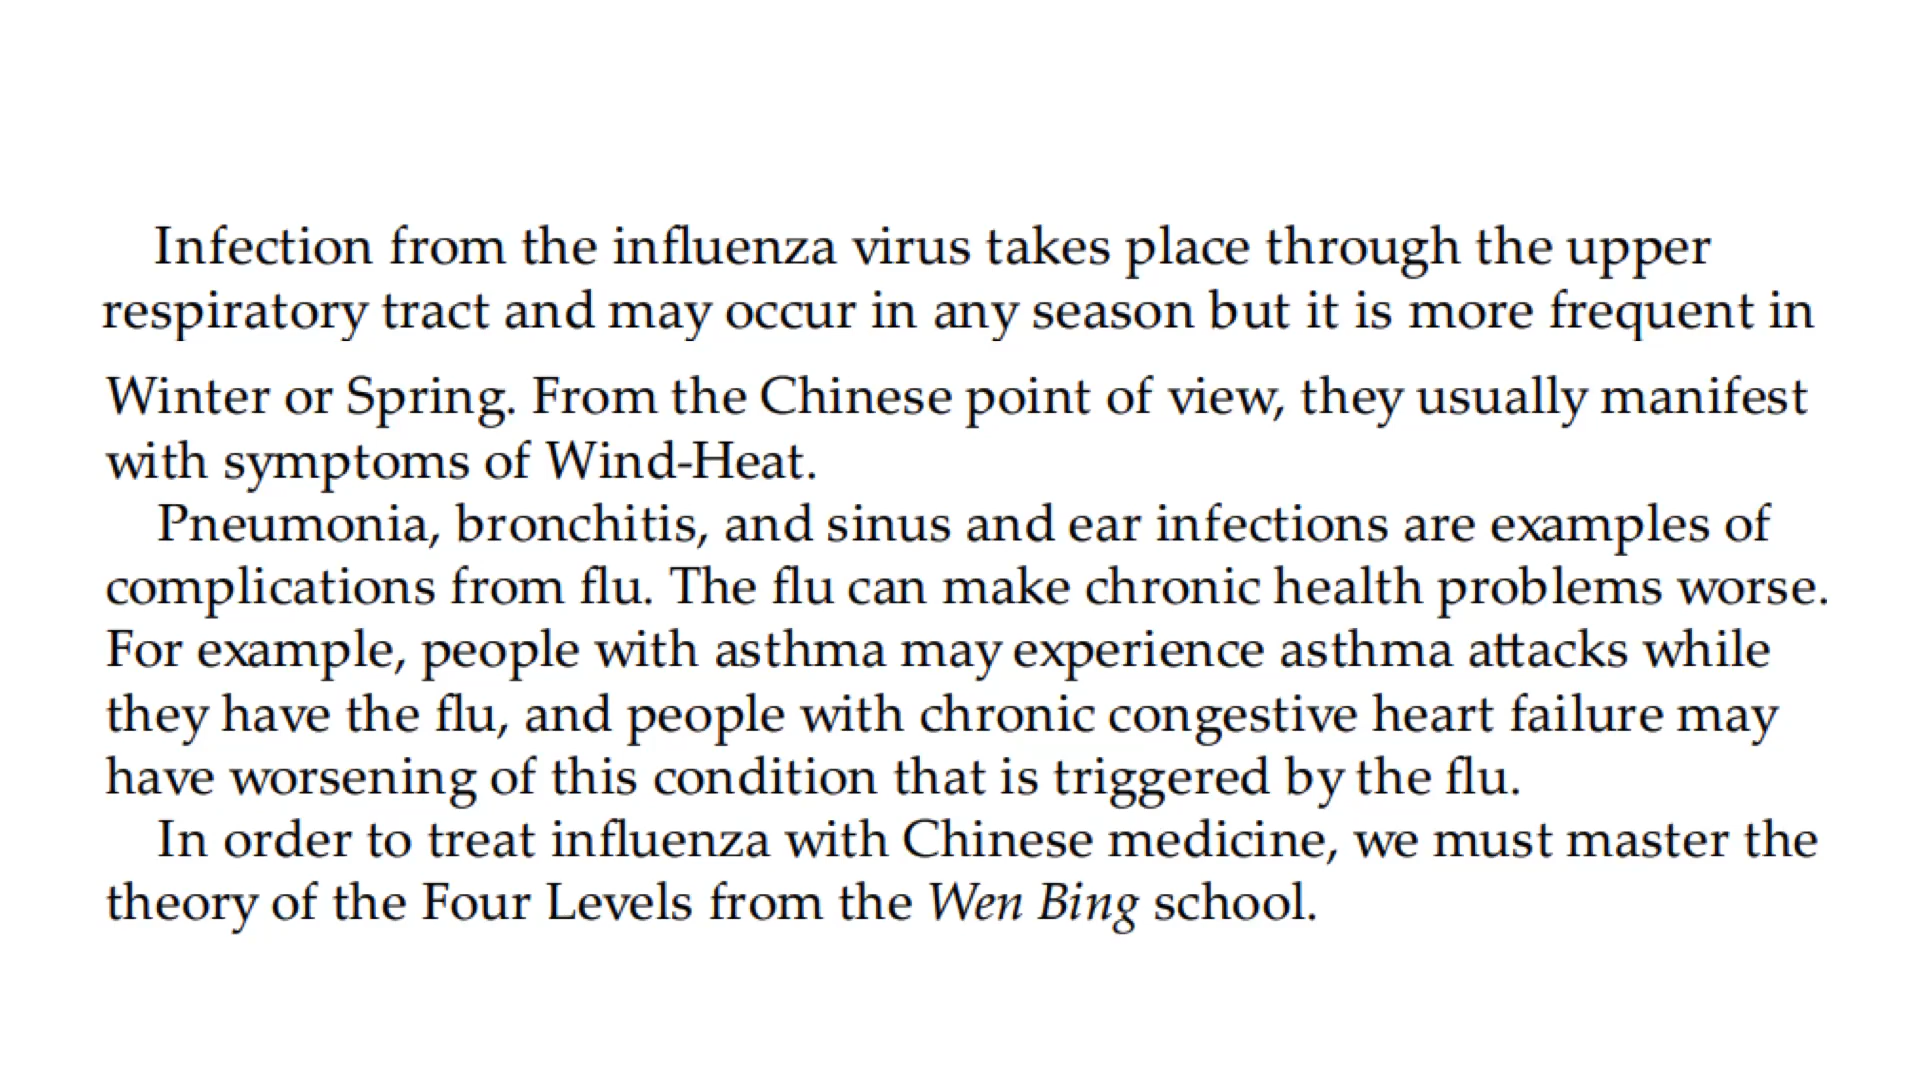 Infection from the influenza virus takes place through the upper
respiratory tract and may occur in any season but it is more frequent in
Winter or Spring. From the Chinese point of view, they usually manifest
with symptoms of Wind-Heat.
Pneumonia, bronchitis, and sinus and ear infections are examples of
complications from flu. The flu can make chronic health problems worse.
For example, people with asthma may experience asthma attacks while
they have the flu, and people with chronic congestive heart failure may
have worsening of this condition that is triggered by the flu.
In order to treat influenza with Chinese medicine, we must master the
theory of the Four Levels from the Wen Bing school.